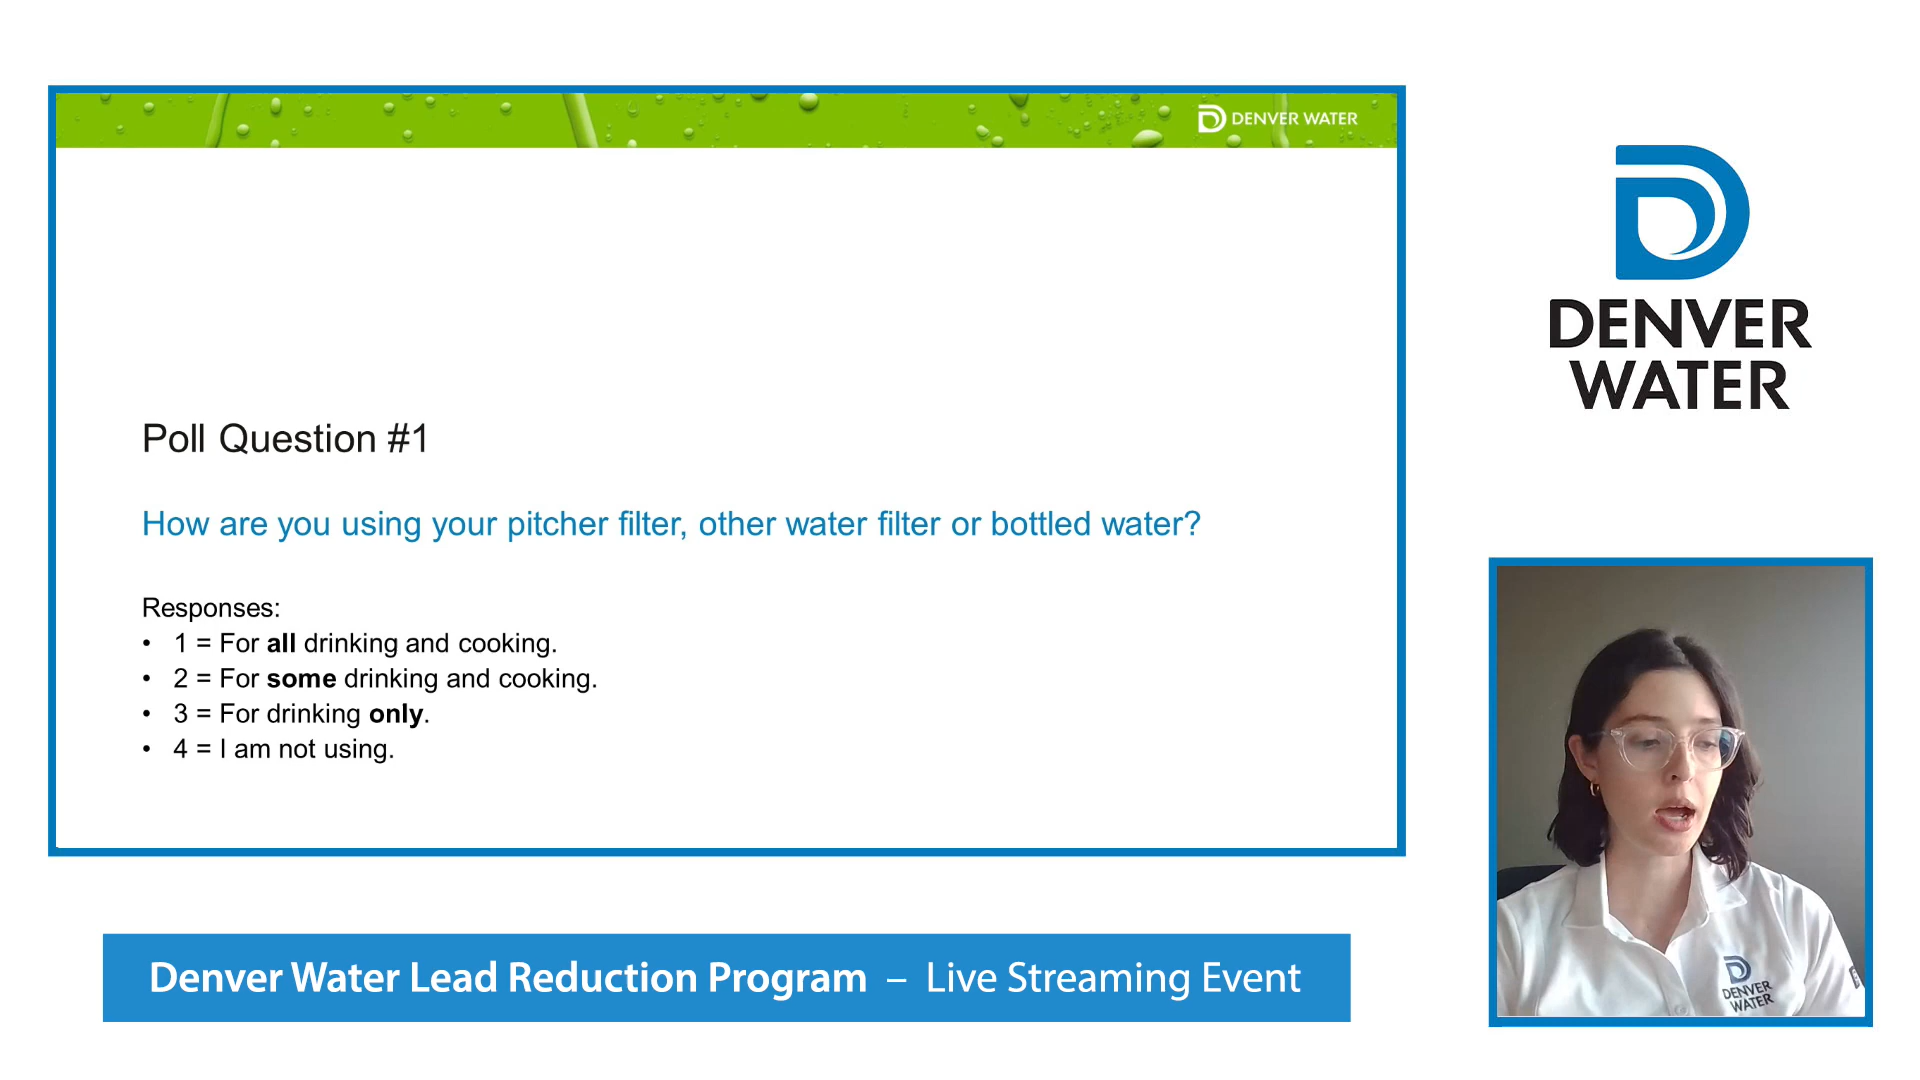 DENVER WATER
Poll Question #1
How are you using your pitcher filter, other water filter or bottled water?
Responses:
• 1 = For all drinking and cooking.
• 2 = For some drinking and cooking.
• 3 = For drinking only.
• 4 = I am not using.
DENVER
WATER
DENVER
WATER
Denver Water Lead Reduction Program – Live Streaming Event